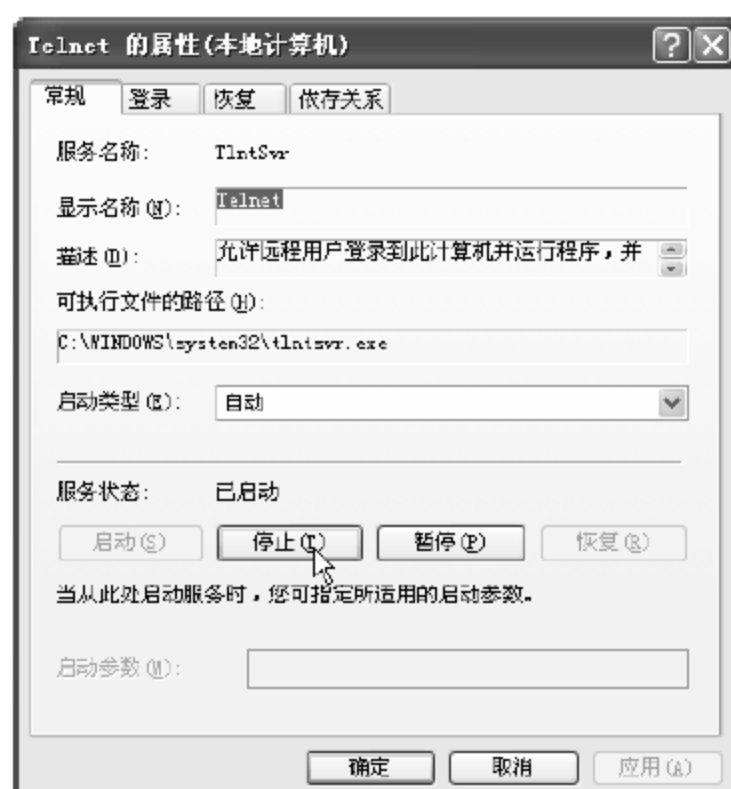 Telnet 的属性(本地计算机)
常规 登录 恢复 依存关系
服务名称: TlntSvr
显示名称(N): Telnet
描述(D): 允许远程用户登录到此计算机并运行程序，并
可执行文件的路径(H):
C:\WINDOWS\system32\tlntsvr.exe
启动类型(E): 自动
服务状态: 已启动
启动(S) 停止(T) 暂停(P) 恢复(R)
当从此处启动服务时，您可指定所适用的启动参数。
启动参数(M):
确定 取消 应用(A)